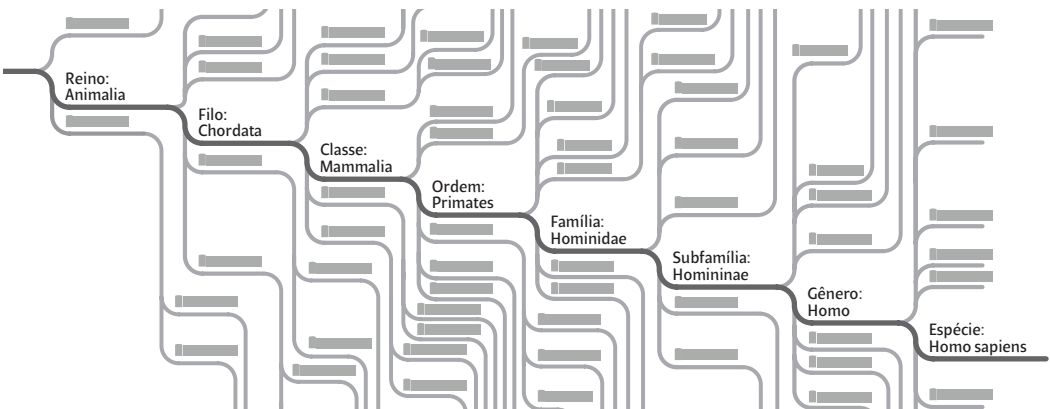 Reino:
Animalia
Filo:
Chordata
Classe:
Mammalia
Ordem:
Primates
Família:
Hominidae
Subfamília:
Homininae
Gênero:
Homo
Espécie:
Homo sapiens